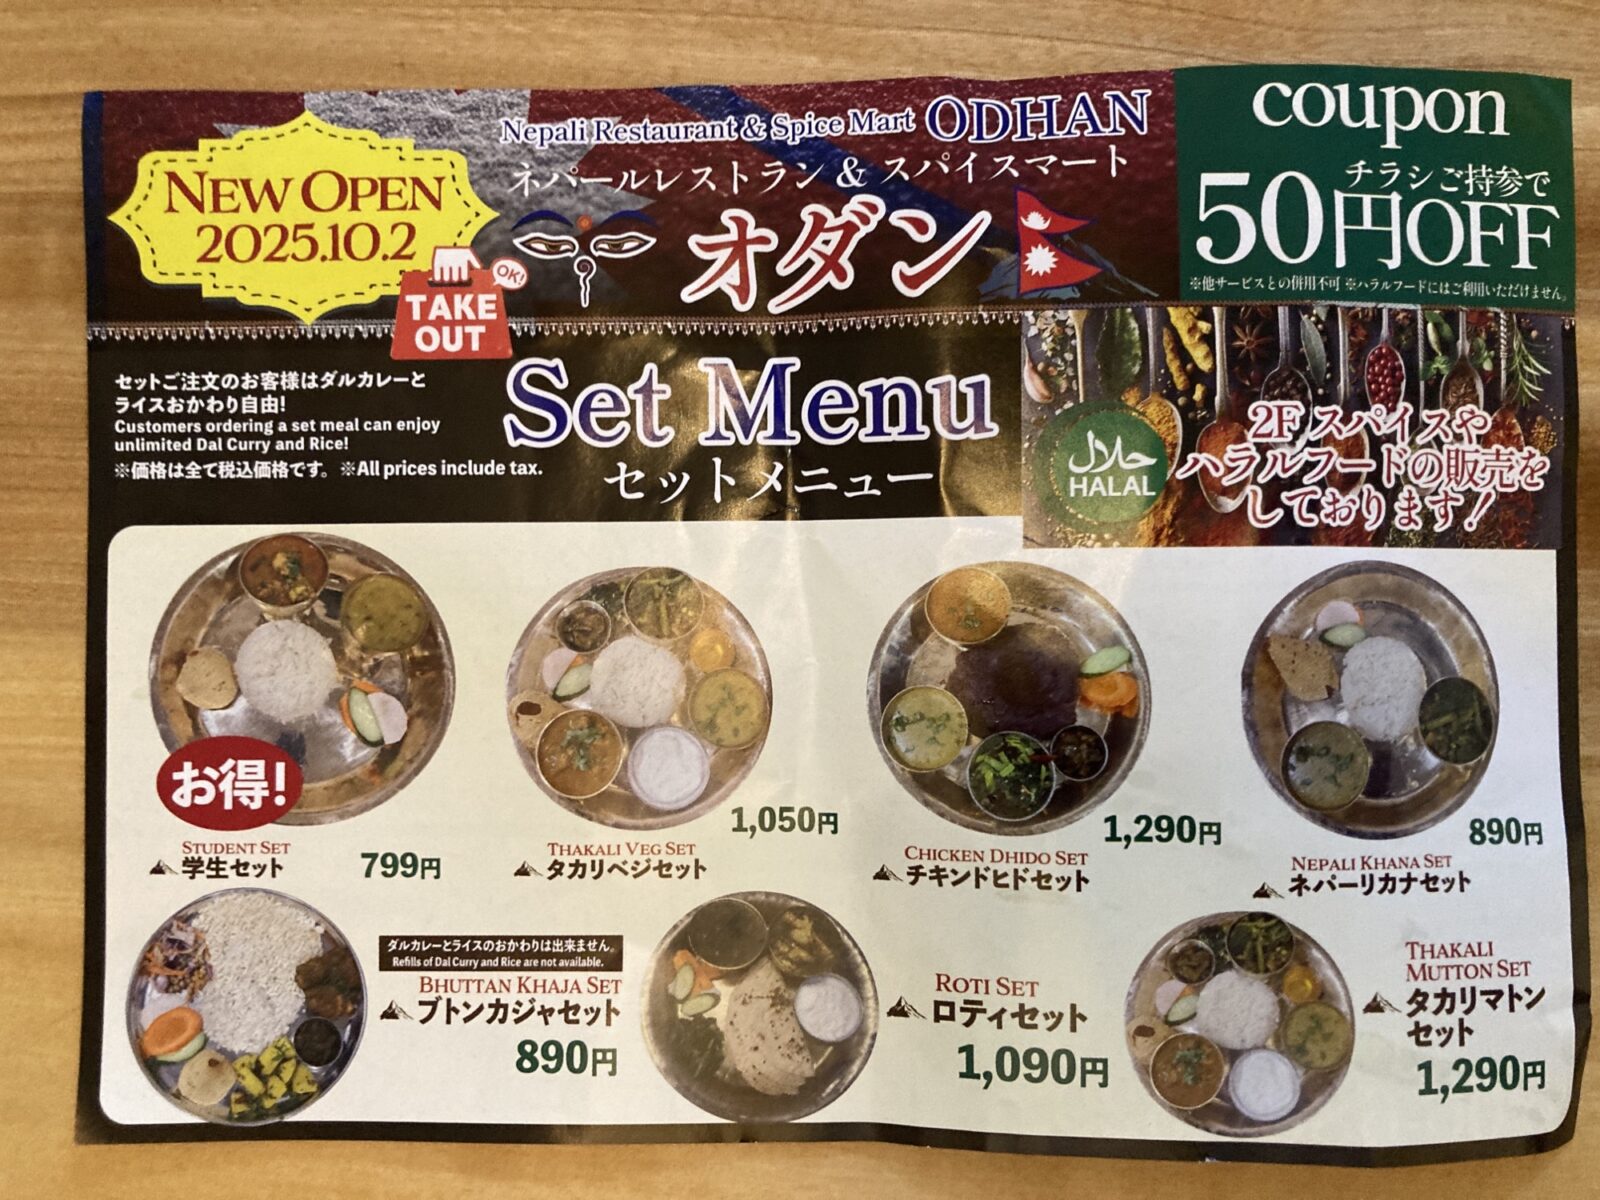 NEW OPEN
2025.10.2
TAKE OUT
OK!
Nepali Restaurant & Spice Mart ODHAN
ネパールレストラン & スパイスマート
オダン
coupon
チラシご持参で
50円OFF
※他サービスとの併用不可 ※ハラルフードにはご利用いただけません。
セットご注文のお客様はダルカレーと
ライスおかわり自由!
Customers ordering a set meal can enjoy
unlimited Dal Curry and Rice!
※価格は全て税込価格です。※All prices include tax.
Set Menu
セットメニュー
حلال
HALAL
2F スパイスや
ハラルフードの販売を
しております!
お得!
STUDENT SET
学生セット
799円
THAKALI VEG SET
タカリベジセット
1,050円
CHICKEN DHIDO SET
チキンドヒドセット
1,290円
NEPALI KHANA SET
ネパーリカナセット
890円
ダルカレーとライスのおかわりは出来ません。
Refills of Dal Curry and Rice are not available.
BHUTTAN KHAJA SET
ブトンカジャセット
890円
ROTI SET
ロティセット
1,090円
THAKALI
MUTTON SET
タカリマトン
セット
1,290円